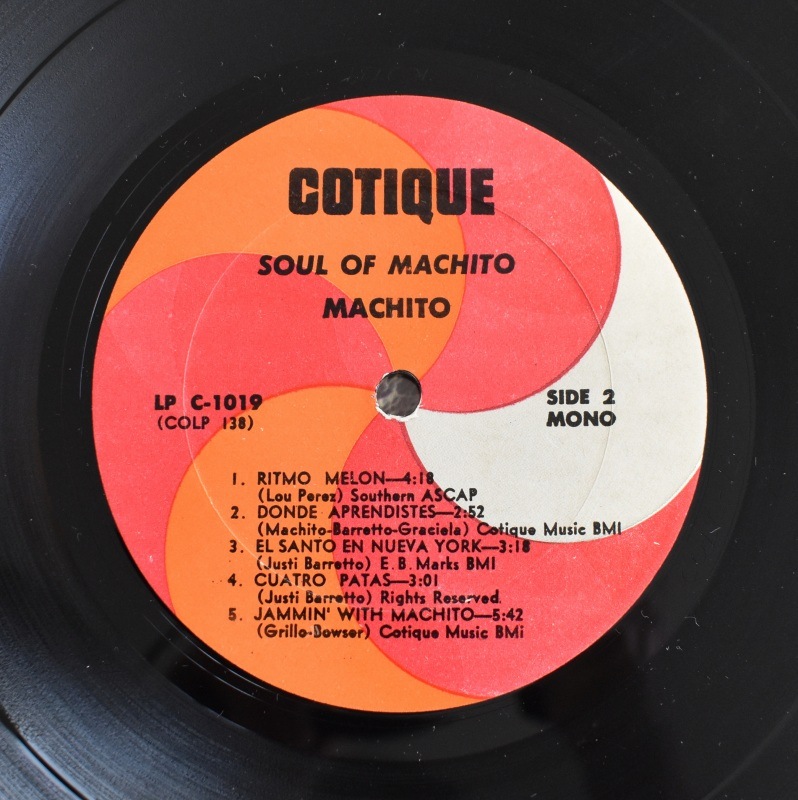 COTIQUE
SOUL OF MACHITO
MACHITO
LP C-1019
(COLP 138)
SIDE 2
MONO
1. RITMO MELON—4:18
(Lou Perez) Southern ASCAP
2. DONDE APRENDISTES—2:52
(Machito-Barretto-Graciela) Cotique Music BMI
3. EL SANTO EN NUEVA YORK—3:18
(Justi Barretto) E.B. Marks BMI
4. CUATRO PATAS—3:01
(Justi Barretto) Rights Reserved.
5. JAMMIN' WITH MACHITO—5:42
(Grillo-Bowser) Cotique Music BMi